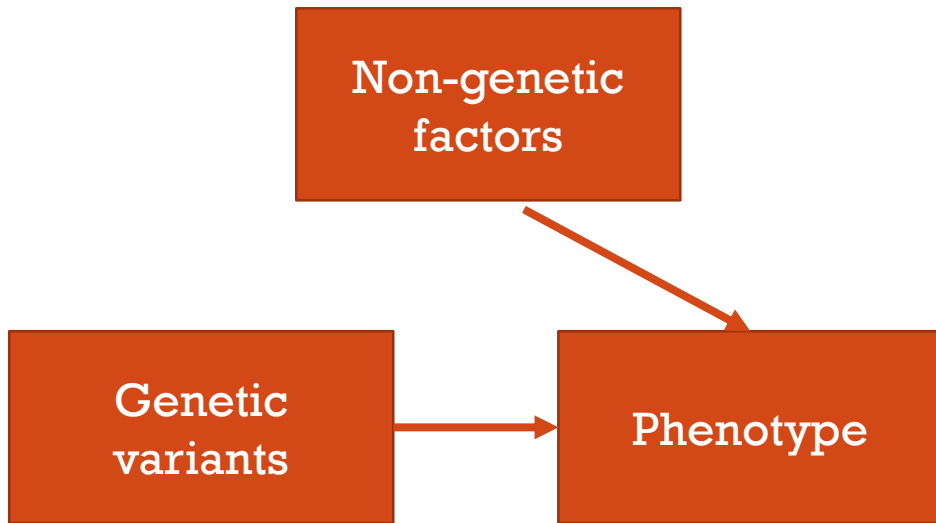 Non-genetic
factors
Genetic
variants
Phenotype